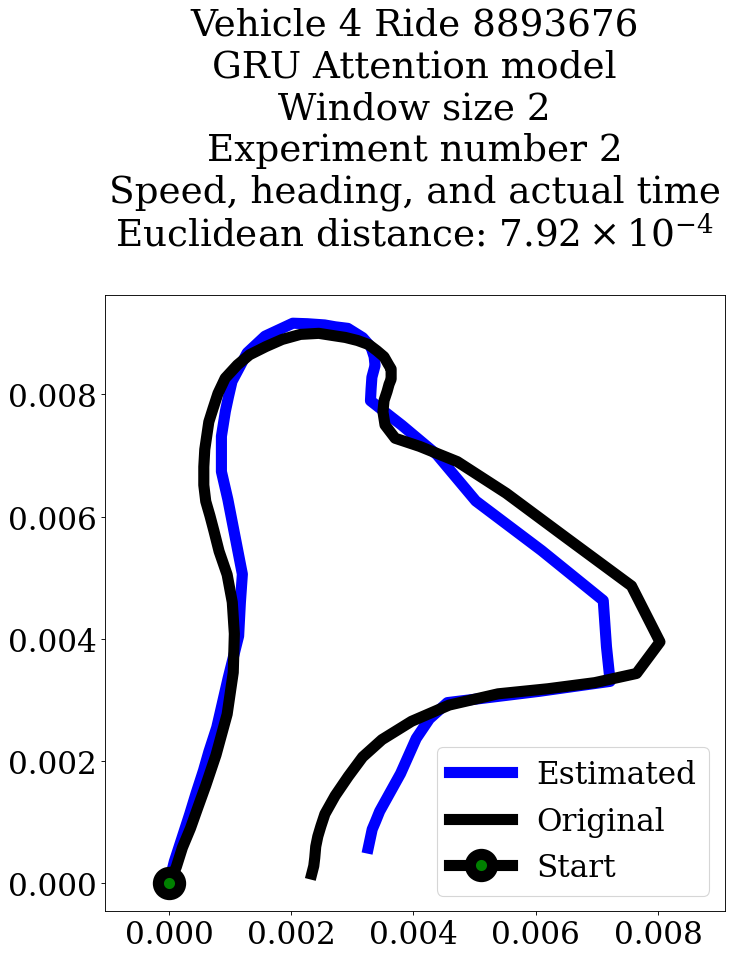 Vehicle 4 Ride 8893676
GRU Attention model
Window size 2
Experiment number 2
Speed, heading, and actual time
Euclidean distance: 7.92 × 10⁻⁴
0.008
0.006
0.004
0.002
0.000
Estimated
Original
Start
0.000 0.002 0.004 0.006 0.008